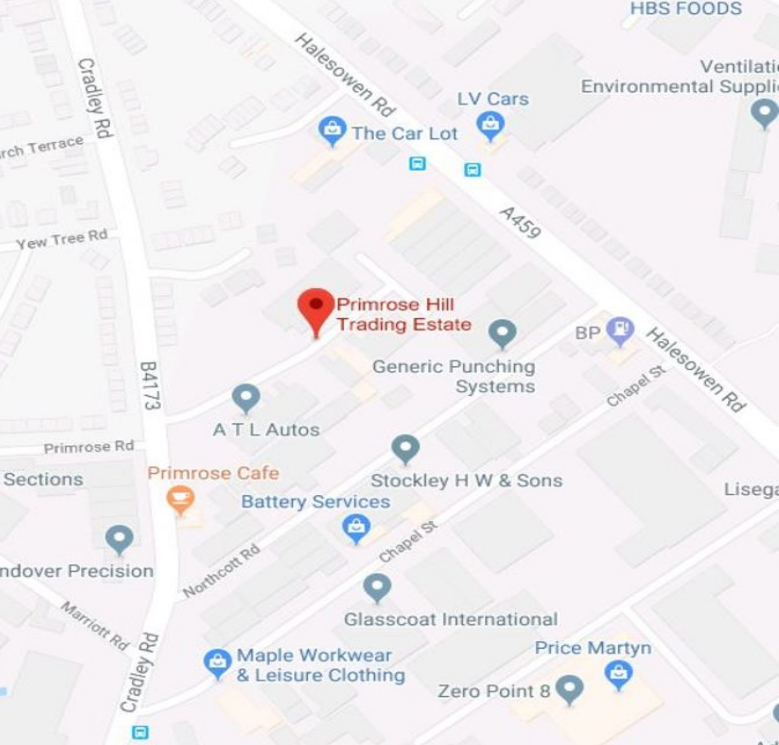 HBS FOODS
Halesowen Rd
Cradley Rd
Ventilati
Environmental Suppli
LV Cars
The Car Lot
rch Terrace
A459
Yew Tree Rd
Primrose Hill
Trading Estate
BP
Halesowen Rd
Generic Punching
Systems
B4173
Chapel St
A T L Autos
Primrose Rd
Primrose Cafe
Sections
Stockley H W & Sons
Lisega
Battery Services
Chapel St
ndover Precision
Northcott Rd
Marriott Rd
Glasscoat International
Cradley Rd
Maple Workwear
& Leisure Clothing
Price Martyn
Zero Point 8